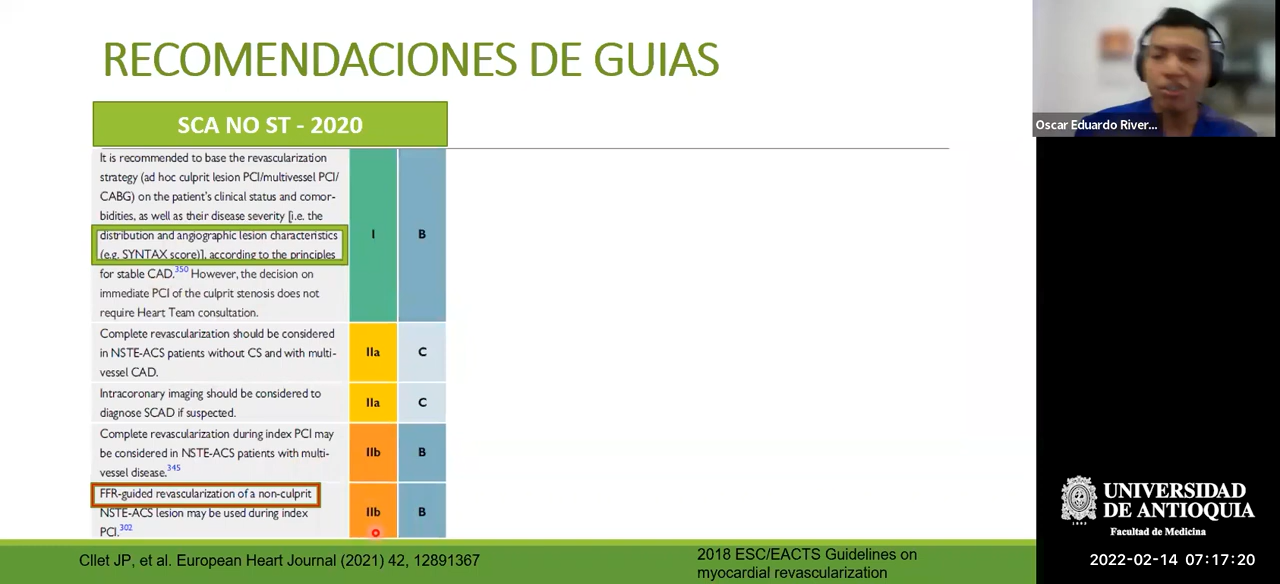 RECOMENDACIONES DE GUIAS
SCA NO ST - 2020
It is recommended to base the revascularization
strategy (ad hoc culprit lesion PCI/multivessel PCI/
CABG) on the patient's clinical status and comor-
bidities, as well as their disease severity [i.e. the
distribution and angiographic lesion characteristics
(e.g. SYNTAX score)], according to the principles
for stable CAD.350 However, the decision on
immediate PCI of the culprit stenosis does not
require Heart Team consultation.
I
B
Complete revascularization should be considered
in NSTE-ACS patients without CS and with multi-
vessel CAD.
IIa
C
Intracoronary imaging should be considered to
diagnose SCAD if suspected.
IIa
C
Complete revascularization during index PCI may
be considered in NSTE-ACS patients with multi-
vessel disease.345
IIb
B
FFR-guided revascularization of a non-culprit
NSTE-ACS lesion may be used during index
PCI.302
IIb
B
Cllet JP, et al. European Heart Journal (2021) 42, 12891367
2018 ESC/EACTS Guidelines on
myocardial revascularization
Oscar Eduardo River...
UNIVERSIDAD
DE ANTIOQUIA
1803
Facultad de Medicina
2022-02-14 07:17:20